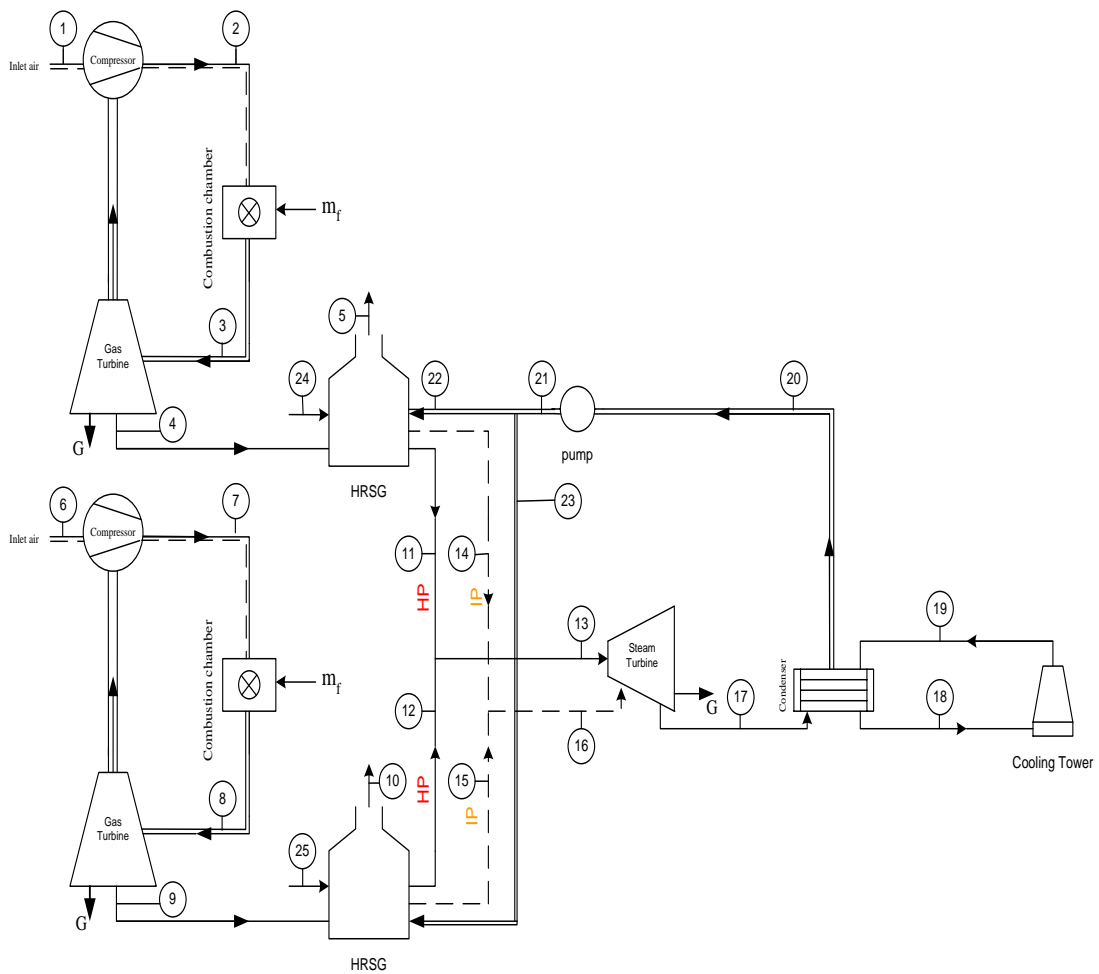 1
2
Inlet air
Compressor
Combustion chamber
m_f
3
Gas
Turbine
4
G
5
24
22
21
20
pump
HRSG
23
6
7
Inlet air
Compressor
11
14
HP
IP
Combustion chamber
m_f
13
19
Steam
Turbine
12
G
17
Condenser
18
16
Cooling Tower
8
Gas
Turbine
10
HP
15
IP
25
9
G
HRSG